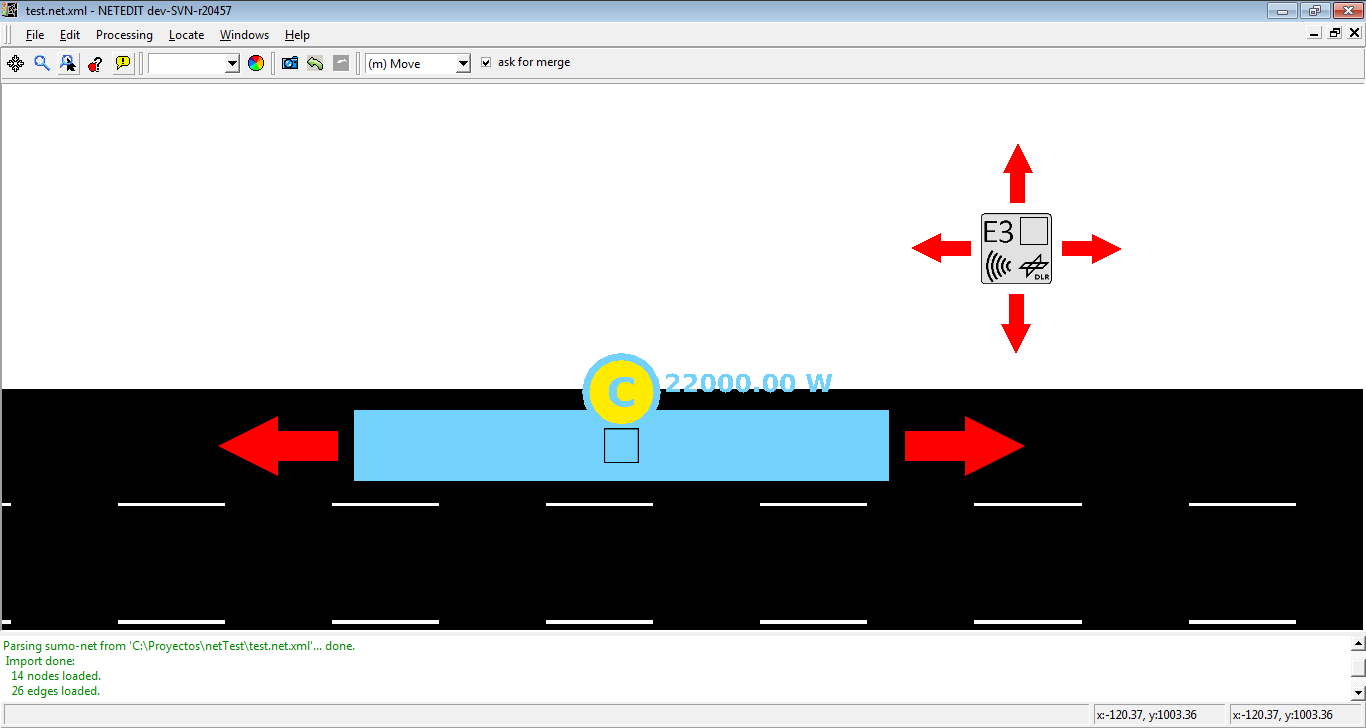 test.net.xml - NETEDIT dev-SVN-r20457
File Edit Processing Locate Windows Help
(m) Move ask for merge
E3
DLR
C 22000.00 W
Parsing sumo-net from 'C:\Proyectos\netTest\test.net.xml'... done.
Import done:
14 nodes loaded.
26 edges loaded.
x:-120.37, y:1003.36 x:-120.37, y:1003.36